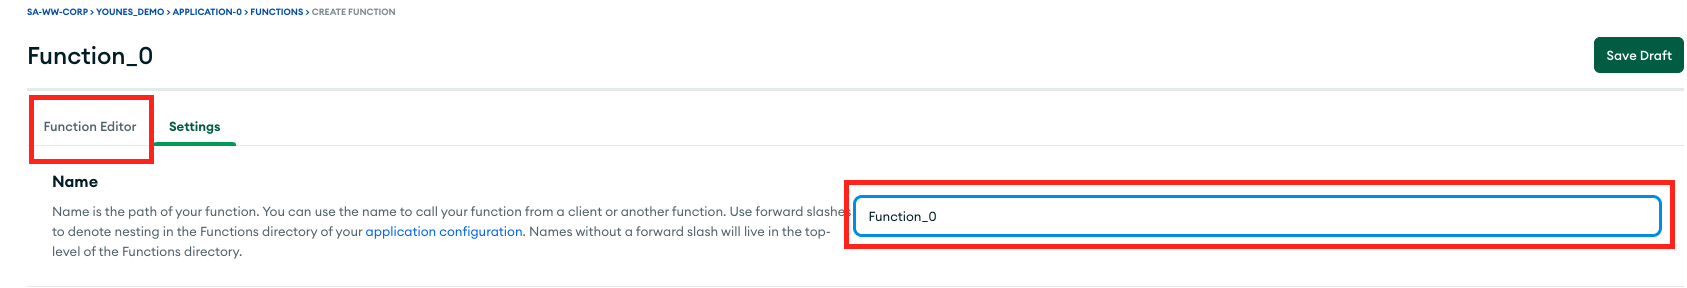 SA-WW-CORP > YOUNES_DEMO > APPLICATION-0 > FUNCTIONS > CREATE FUNCTION
Function_0
Save Draft
Function Editor
Settings
Name
Name is the path of your function. You can use the name to call your function from a client or another function. Use forward slashes
to denote nesting in the Functions directory of your application configuration. Names without a forward slash will live in the top-
level of the Functions directory.
Function_0